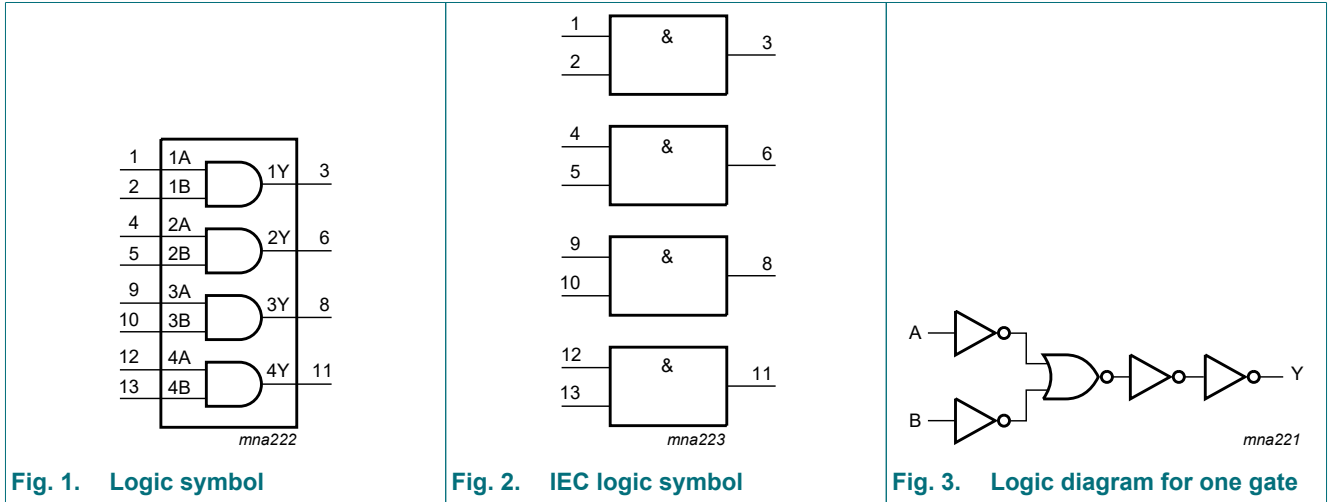 1 1A 1Y 3
2 1B
4 2A 2Y 6
5 2B
9 3A 3Y 8
10 3B
12 4A 4Y 11
13 4B
mna222
Fig. 1. Logic symbol
1 & 3
2
4 & 6
5
9 & 8
10
12 & 11
13
mna223
Fig. 2. IEC logic symbol
A
Y
B
mna221
Fig. 3. Logic diagram for one gate